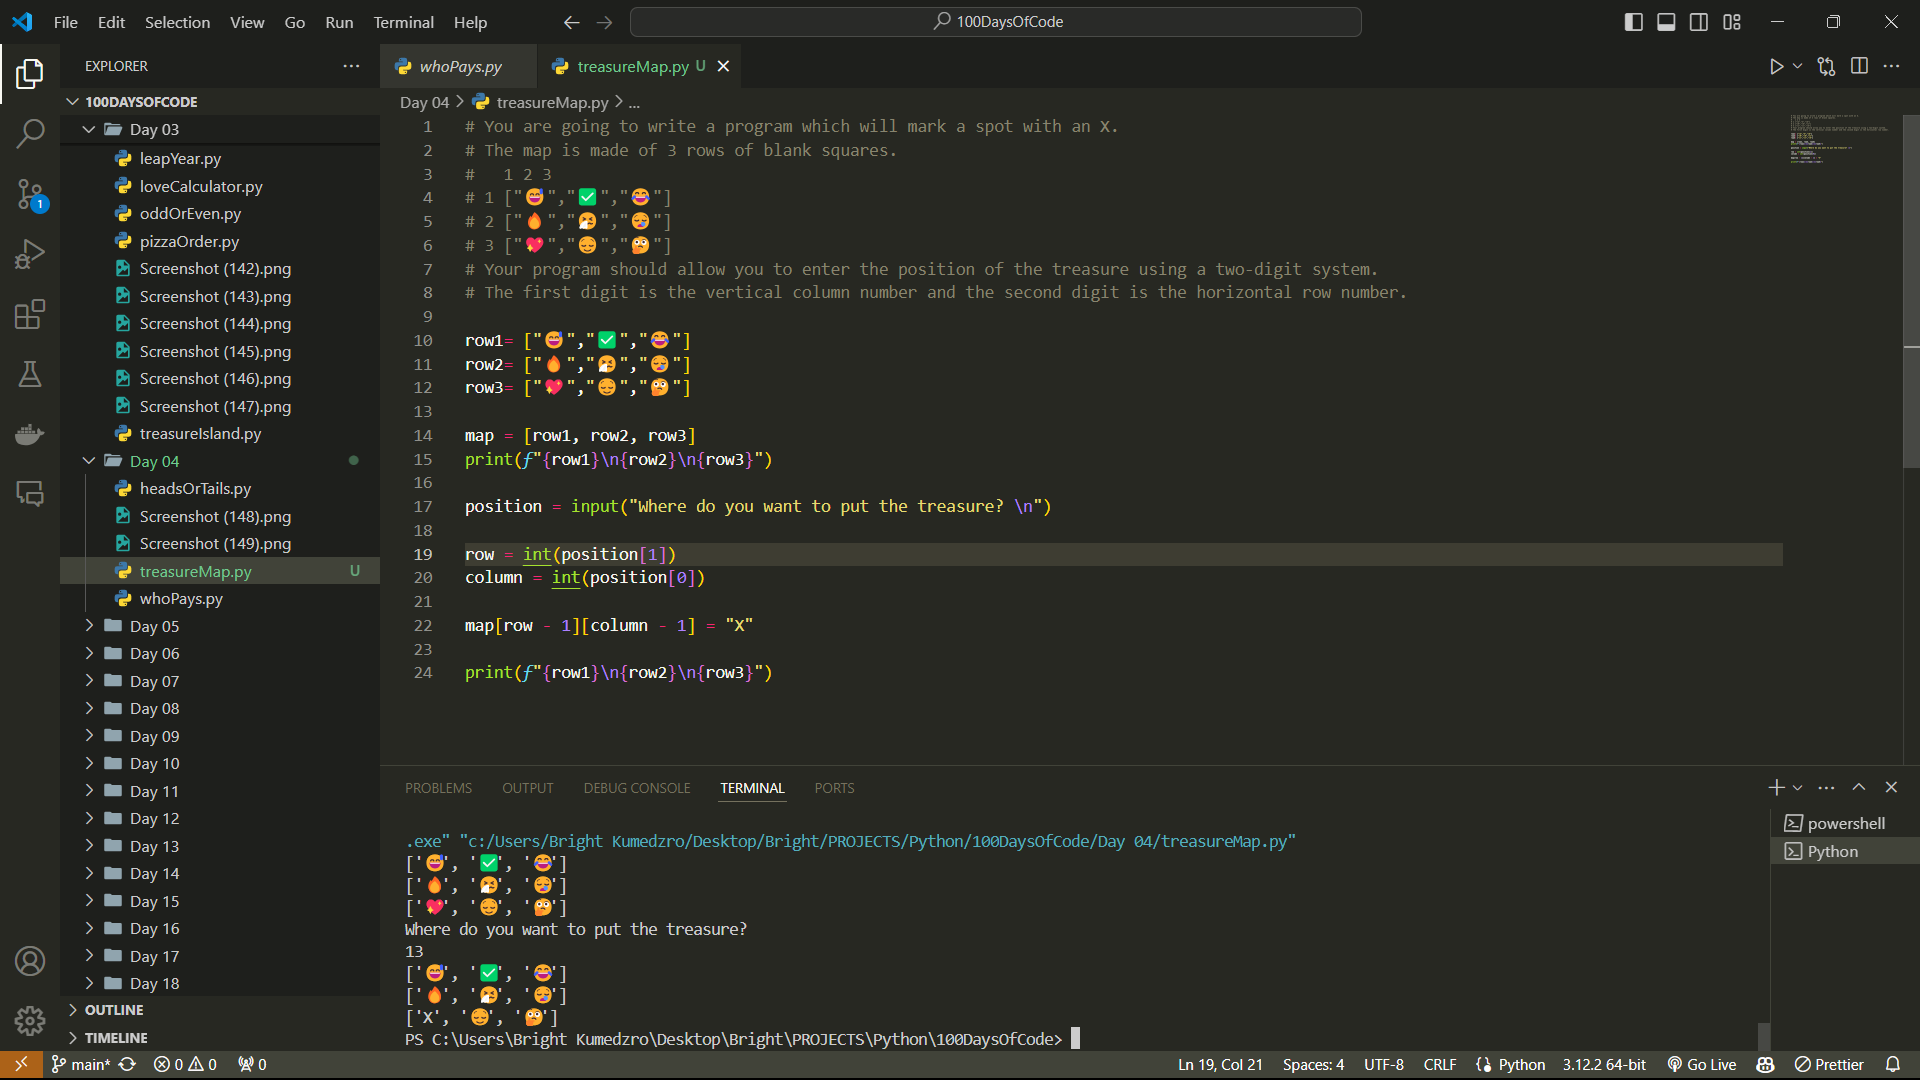 File Edit Selection View Go Run Terminal Help
100DaysOfCode
EXPLORER
100DAYSOFCODE
Day 03
leapYear.py
loveCalculator.py
oddOrEven.py
pizzaOrder.py
Screenshot (142).png
Screenshot (143).png
Screenshot (144).png
Screenshot (145).png
Screenshot (146).png
Screenshot (147).png
treasureIsland.py
Day 04
headsOrTails.py
Screenshot (148).png
Screenshot (149).png
treasureMap.py U
whoPays.py
Day 05
Day 06
Day 07
Day 08
Day 09
Day 10
Day 11
Day 12
Day 13
Day 14
Day 15
Day 16
Day 17
Day 18
OUTLINE
TIMELINE
1
whoPays.py treasureMap.py U
Day 04 > treasureMap.py > ...
1 # You are going to write a program which will mark a spot with an X.
2 # The map is made of 3 rows of blank squares.
3 #   1 2 3
4 # 1 ["😅","✅","😂"]
5 # 2 ["🔥","🤧","😪"]
6 # 3 ["💖","😌","🤔"]
7 # Your program should allow you to enter the position of the treasure using a two-digit system.
8 # The first digit is the vertical column number and the second digit is the horizontal row number.
9
10 row1= ["😅","✅","😂"]
11 row2= ["🔥","🤧","😪"]
12 row3= ["💖","😌","🤔"]
13
14 map = [row1, row2, row3]
15 print(f"{row1}\n{row2}\n{row3}")
16
17 position = input("Where do you want to put the treasure? \n")
18
19 row = int(position[1])
20 column = int(position[0])
21
22 map[row - 1][column - 1] = "X"
23
24 print(f"{row1}\n{row2}\n{row3}")
PROBLEMS OUTPUT DEBUG CONSOLE TERMINAL PORTS
.exe" "c:/Users/Bright Kumedzro/Desktop/Bright/PROJECTS/Python/100DaysOfCode/Day 04/treasureMap.py"
['😅', '✅', '😂']
['🔥', '🤧', '😪']
['💖', '😌', '🤔']
Where do you want to put the treasure?
13
['😅', '✅', '😂']
['🔥', '🤧', '😪']
['X', '😌', '🤔']
PS C:\Users\Bright Kumedzro\Desktop\Bright\PROJECTS\Python\100DaysOfCode>
powershell
Python
main* 0 0 0 Ln 19, Col 21 Spaces: 4 UTF-8 CRLF Python 3.12.2 64-bit Go Live Prettier